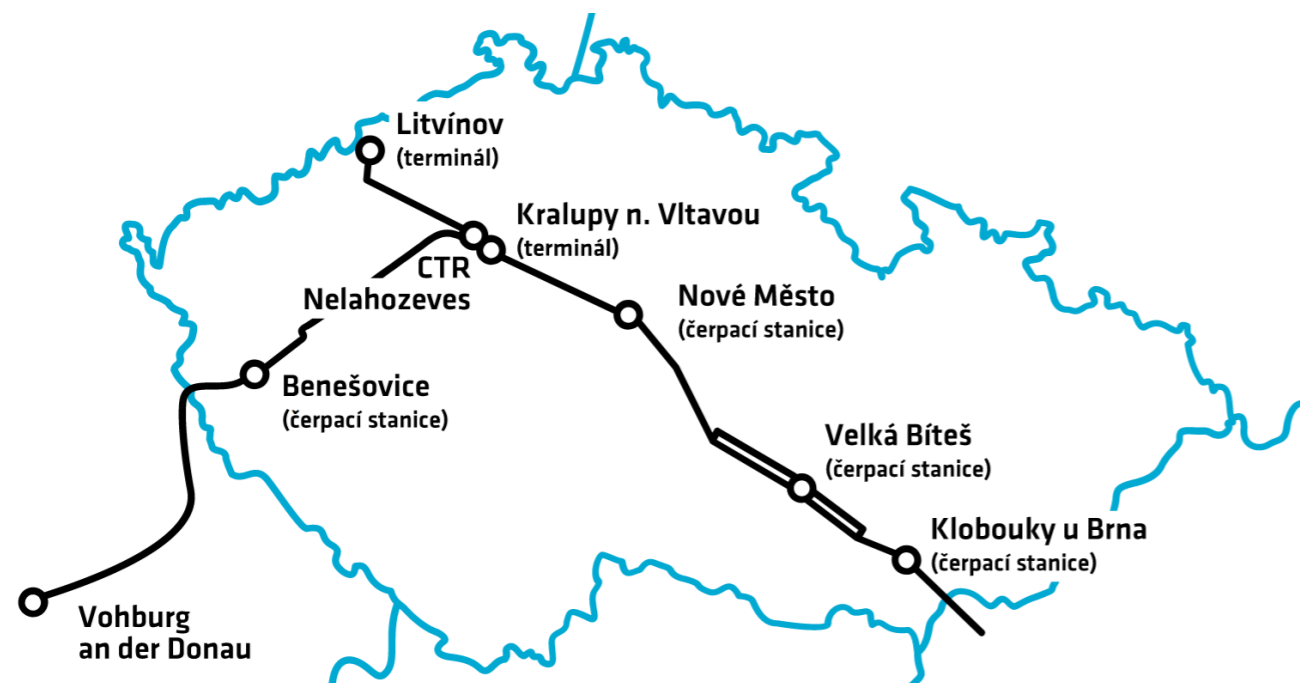 Litvínov
(terminál)
Kralupy n. Vltavou
(terminál)
CTR
Nelahozeves
Nové Město
(čerpací stanice)
Benešovice
(čerpací stanice)
Velká Bíteš
(čerpací stanice)
Klobouky u Brna
(čerpací stanice)
Vohburg
an der Donau